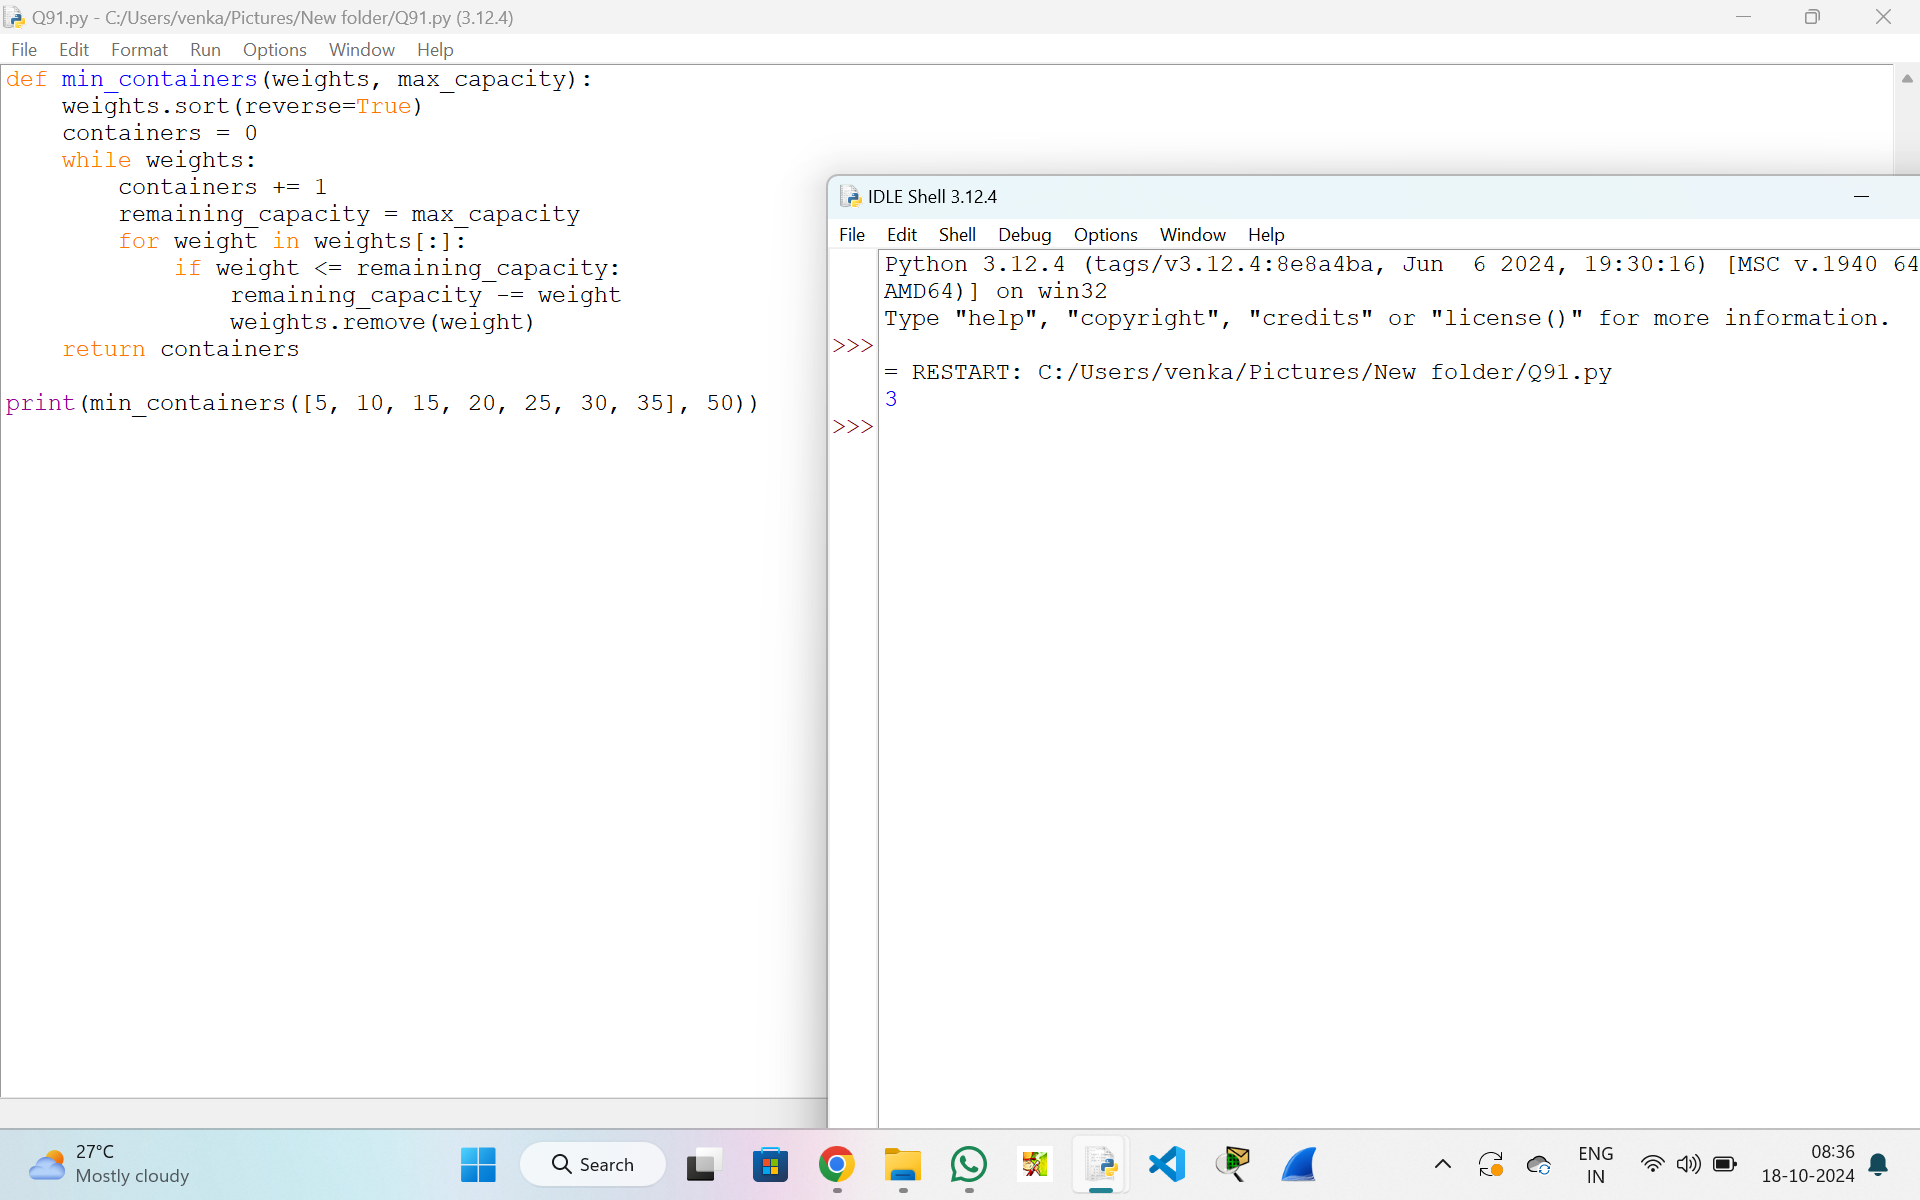 Q91.py - C:/Users/venka/Pictures/New folder/Q91.py (3.12.4)
File Edit Format Run Options Window Help
def min_containers(weights, max_capacity):
    weights.sort(reverse=True)
    containers = 0
    while weights:
        containers += 1
        remaining_capacity = max_capacity
        for weight in weights[:]:
            if weight <= remaining_capacity:
                remaining_capacity -= weight
                weights.remove(weight)
    return containers
print(min_containers([5, 10, 15, 20, 25, 30, 35], 50))
IDLE Shell 3.12.4
File Edit Shell Debug Options Window Help
Python 3.12.4 (tags/v3.12.4:8e8a4ba, Jun  6 2024, 19:30:16) [MSC v.1940 64
AMD64)] on win32
Type "help", "copyright", "credits" or "license()" for more information.
>>>
= RESTART: C:/Users/venka/Pictures/New folder/Q91.py
3
>>>
27°C
Mostly cloudy
Search
ENG
IN
08:36
18-10-2024